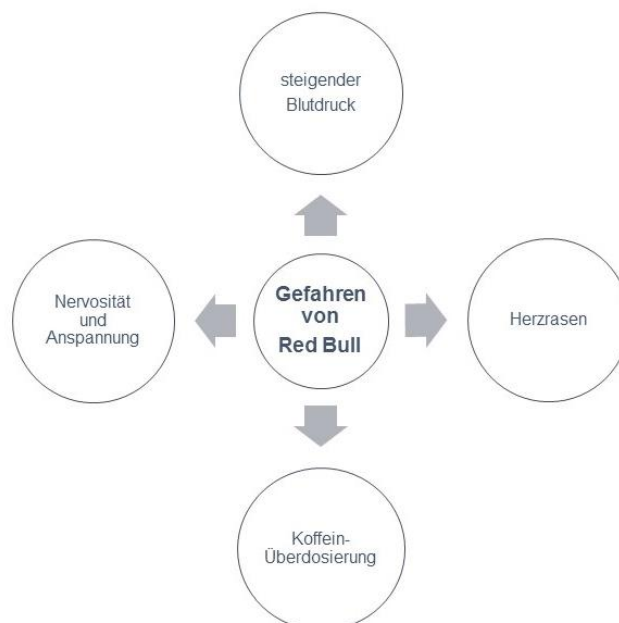 steigender
Blutdruck
Nervosität
und
Anspannung
Gefahren
von
Red Bull
Herzrasen
Koffein-
Überdosierung